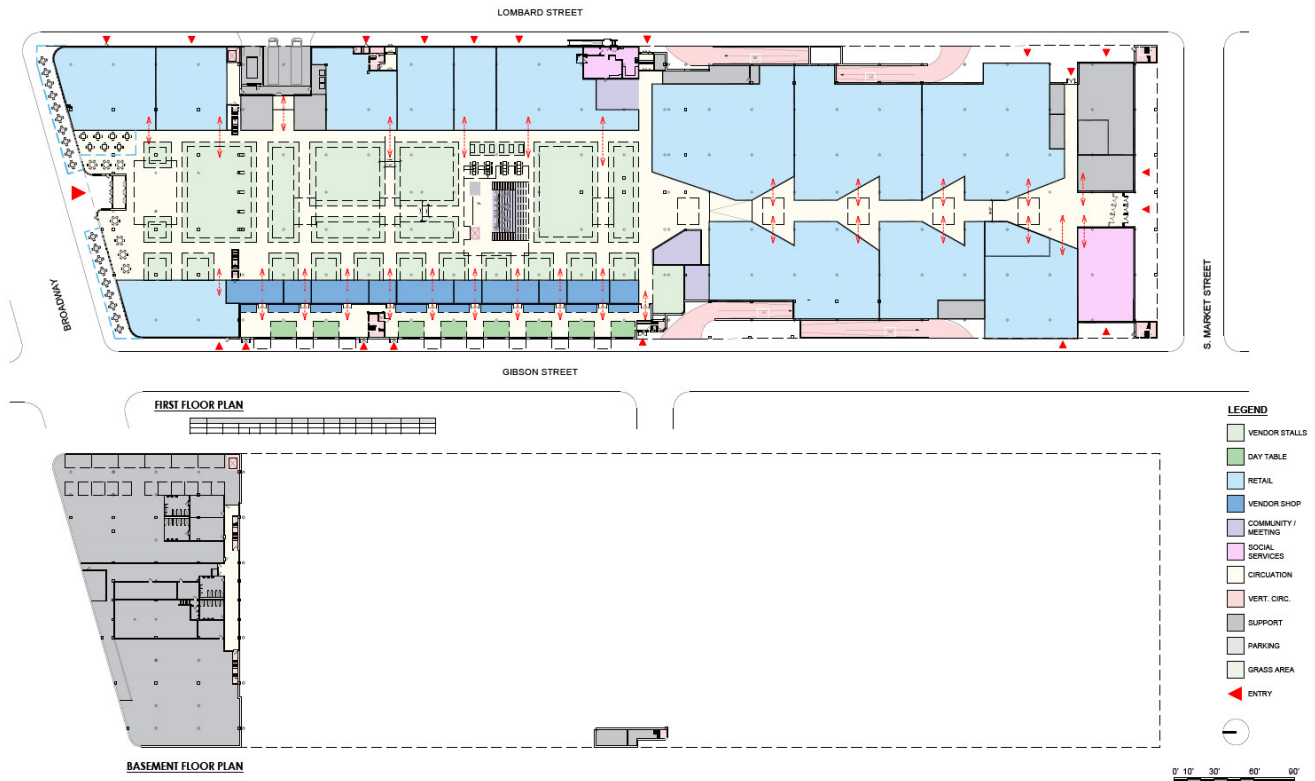 LOMBARD STREET
BROADWAY
S. MARKET STREET
GIBSON STREET
FIRST FLOOR PLAN
LEGEND
VENDOR STALLS
DAY TABLE
RETAIL
VENDOR SHOP
COMMUNITY /
MEETING
SOCIAL
SERVICES
CIRCUATION
VERT. CIRC.
SUPPORT
PARKING
GRASS AREA
ENTRY
BASEMENT FLOOR PLAN
0' 10' 30' 60' 90'